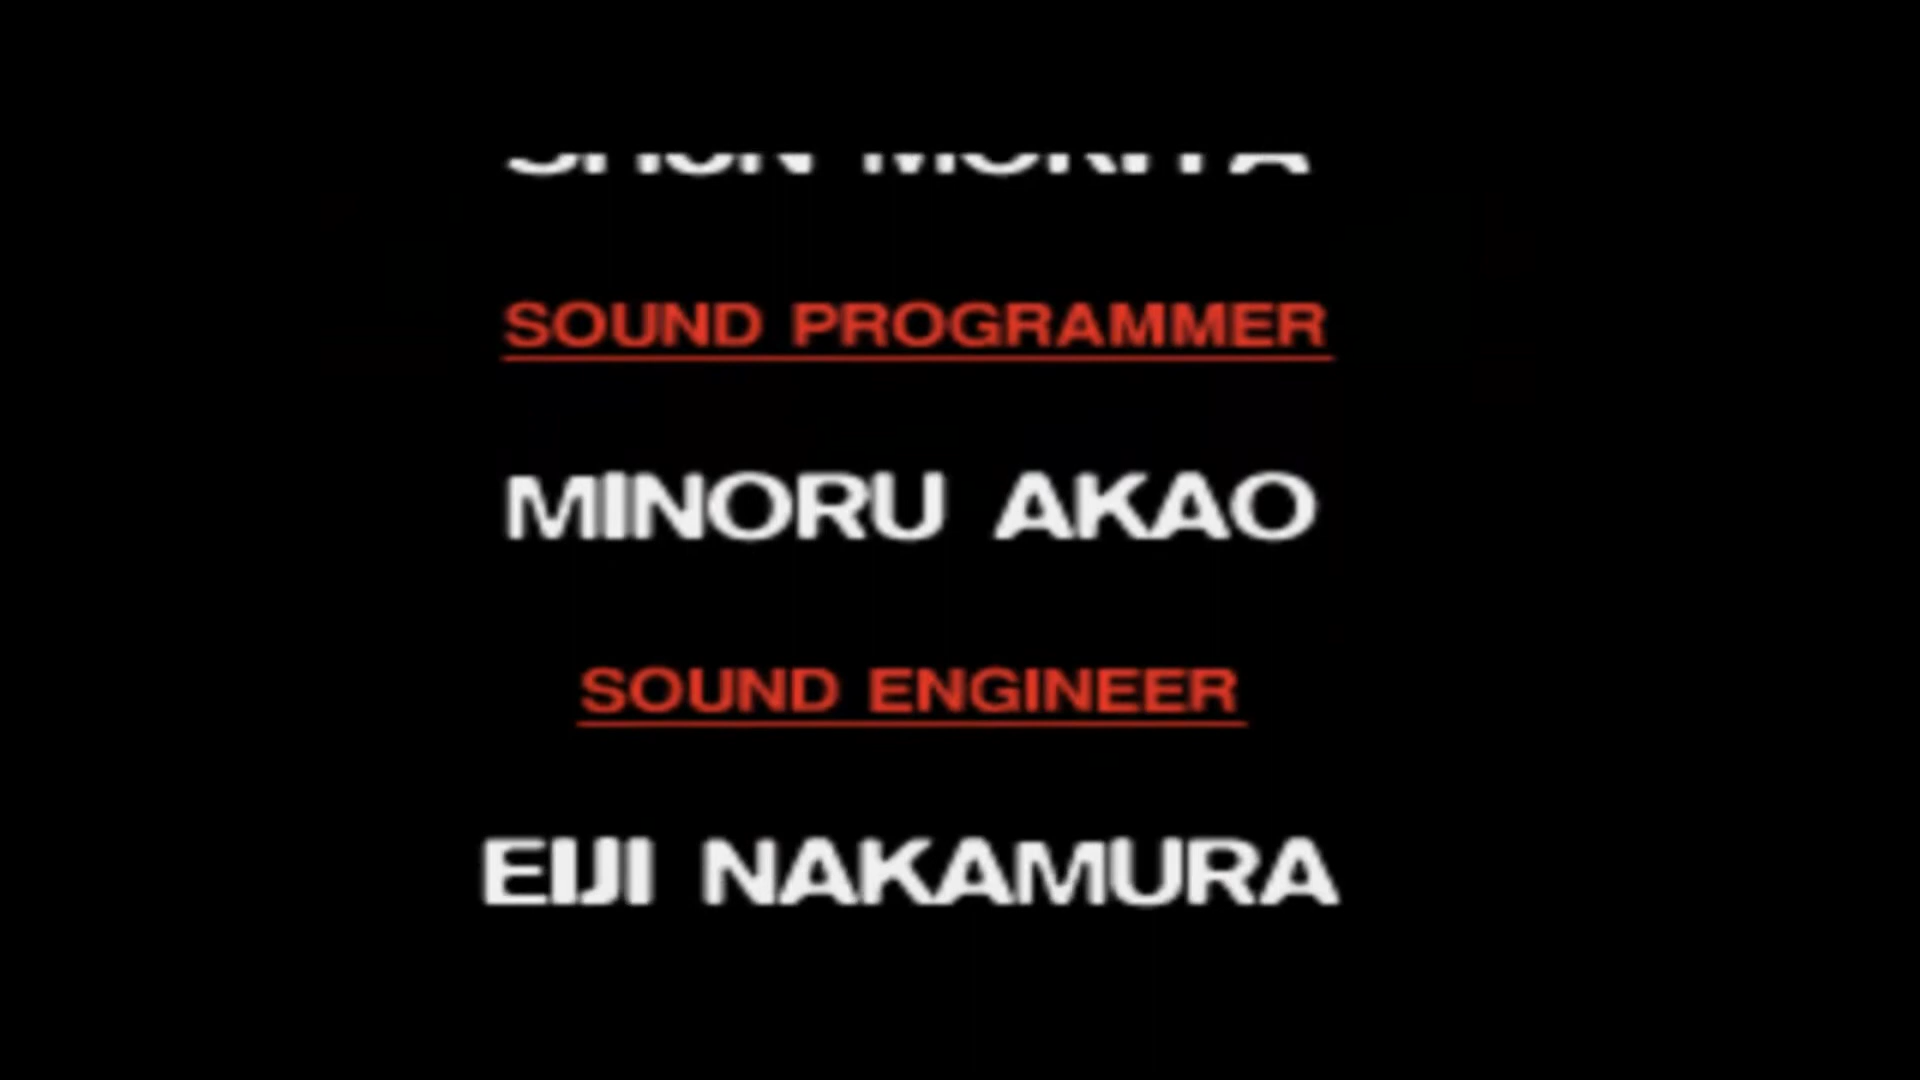 SOUND PROGRAMMER
MINORU AKAO
SOUND ENGINEER
EIJI NAKAMURA